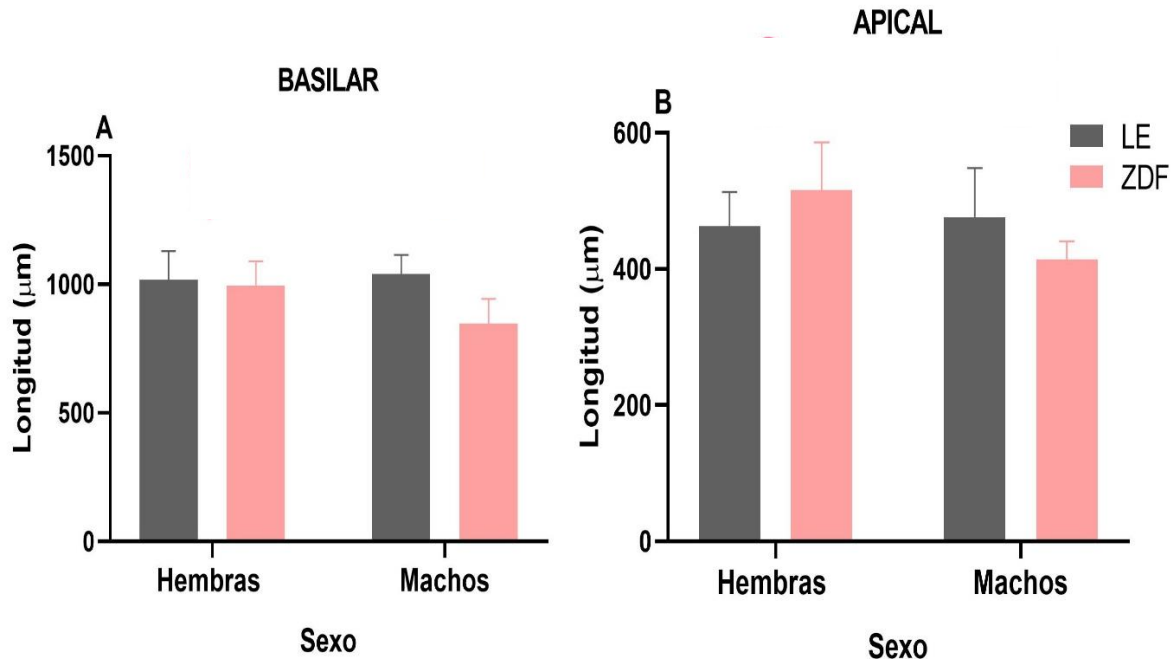 BASILAR
A
1500
1000
500
0
Longitud (μm)
Hembras
Machos
Sexo
APICAL
B
600
400
200
0
Longitud (μm)
Hembras
Machos
Sexo
LE
ZDF